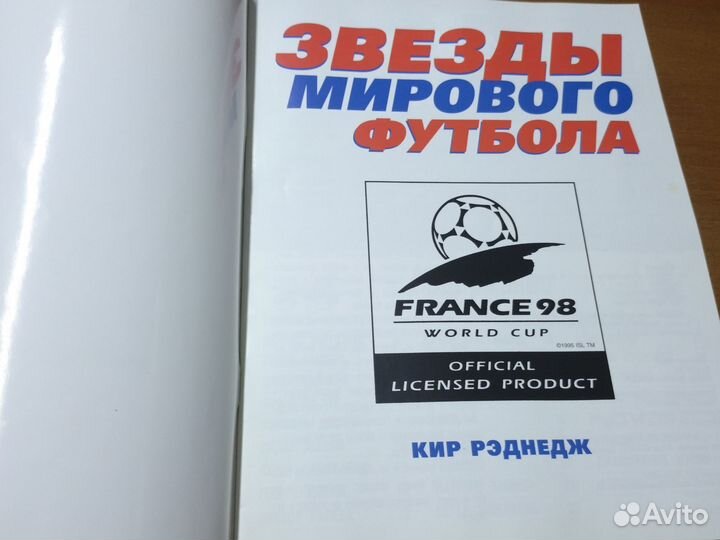 ЗВЕЗДЫ
МИРОВОГО
ФУТБОЛА
FRANCE 98
WORLD CUP
©1995 ISL TM
OFFICIAL
LICENSED PRODUCT
КИР РЭДНЕДЖ
Avito